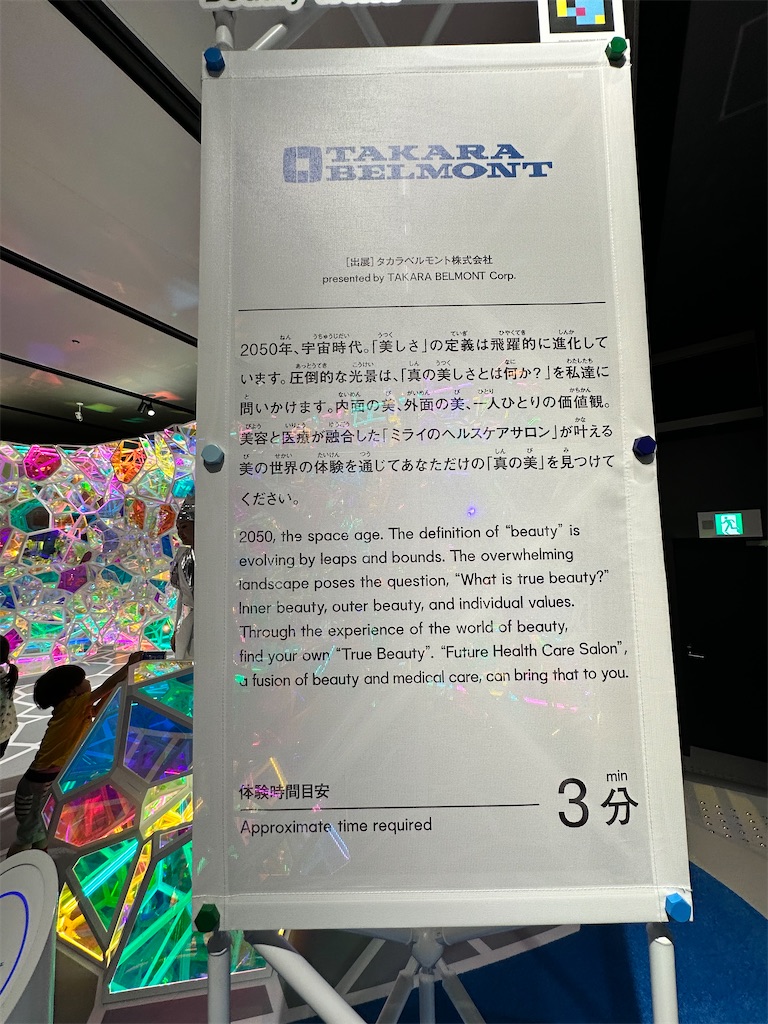 TAKARA
BELMONT
［出展］タカラベルモント株式会社
presented by TAKARA BELMONT Corp.
2050年、宇宙時代。「美しさ」の定義は飛躍的に進化して
います。圧倒的な光景は、「真の美しさとは何か？」を私達に
問いかけます。内面の美、外面の美、一人ひとりの価値観。
美容と医療が融合した「ミライのヘルスケアサロン」が叶える
美の世界の体験を通じてあなただけの「真の美」を見つけて
ください。
2050, the space age. The definition of “beauty” is
evolving by leaps and bounds. The overwhelming
landscape poses the question, “What is true beauty?”
Inner beauty, outer beauty, and individual values.
Through the experience of the world of beauty,
find your own “True Beauty”. “Future Health Care Salon”,
a fusion of beauty and medical care, can bring that to you.
体験時間目安
Approximate time required
min
3分